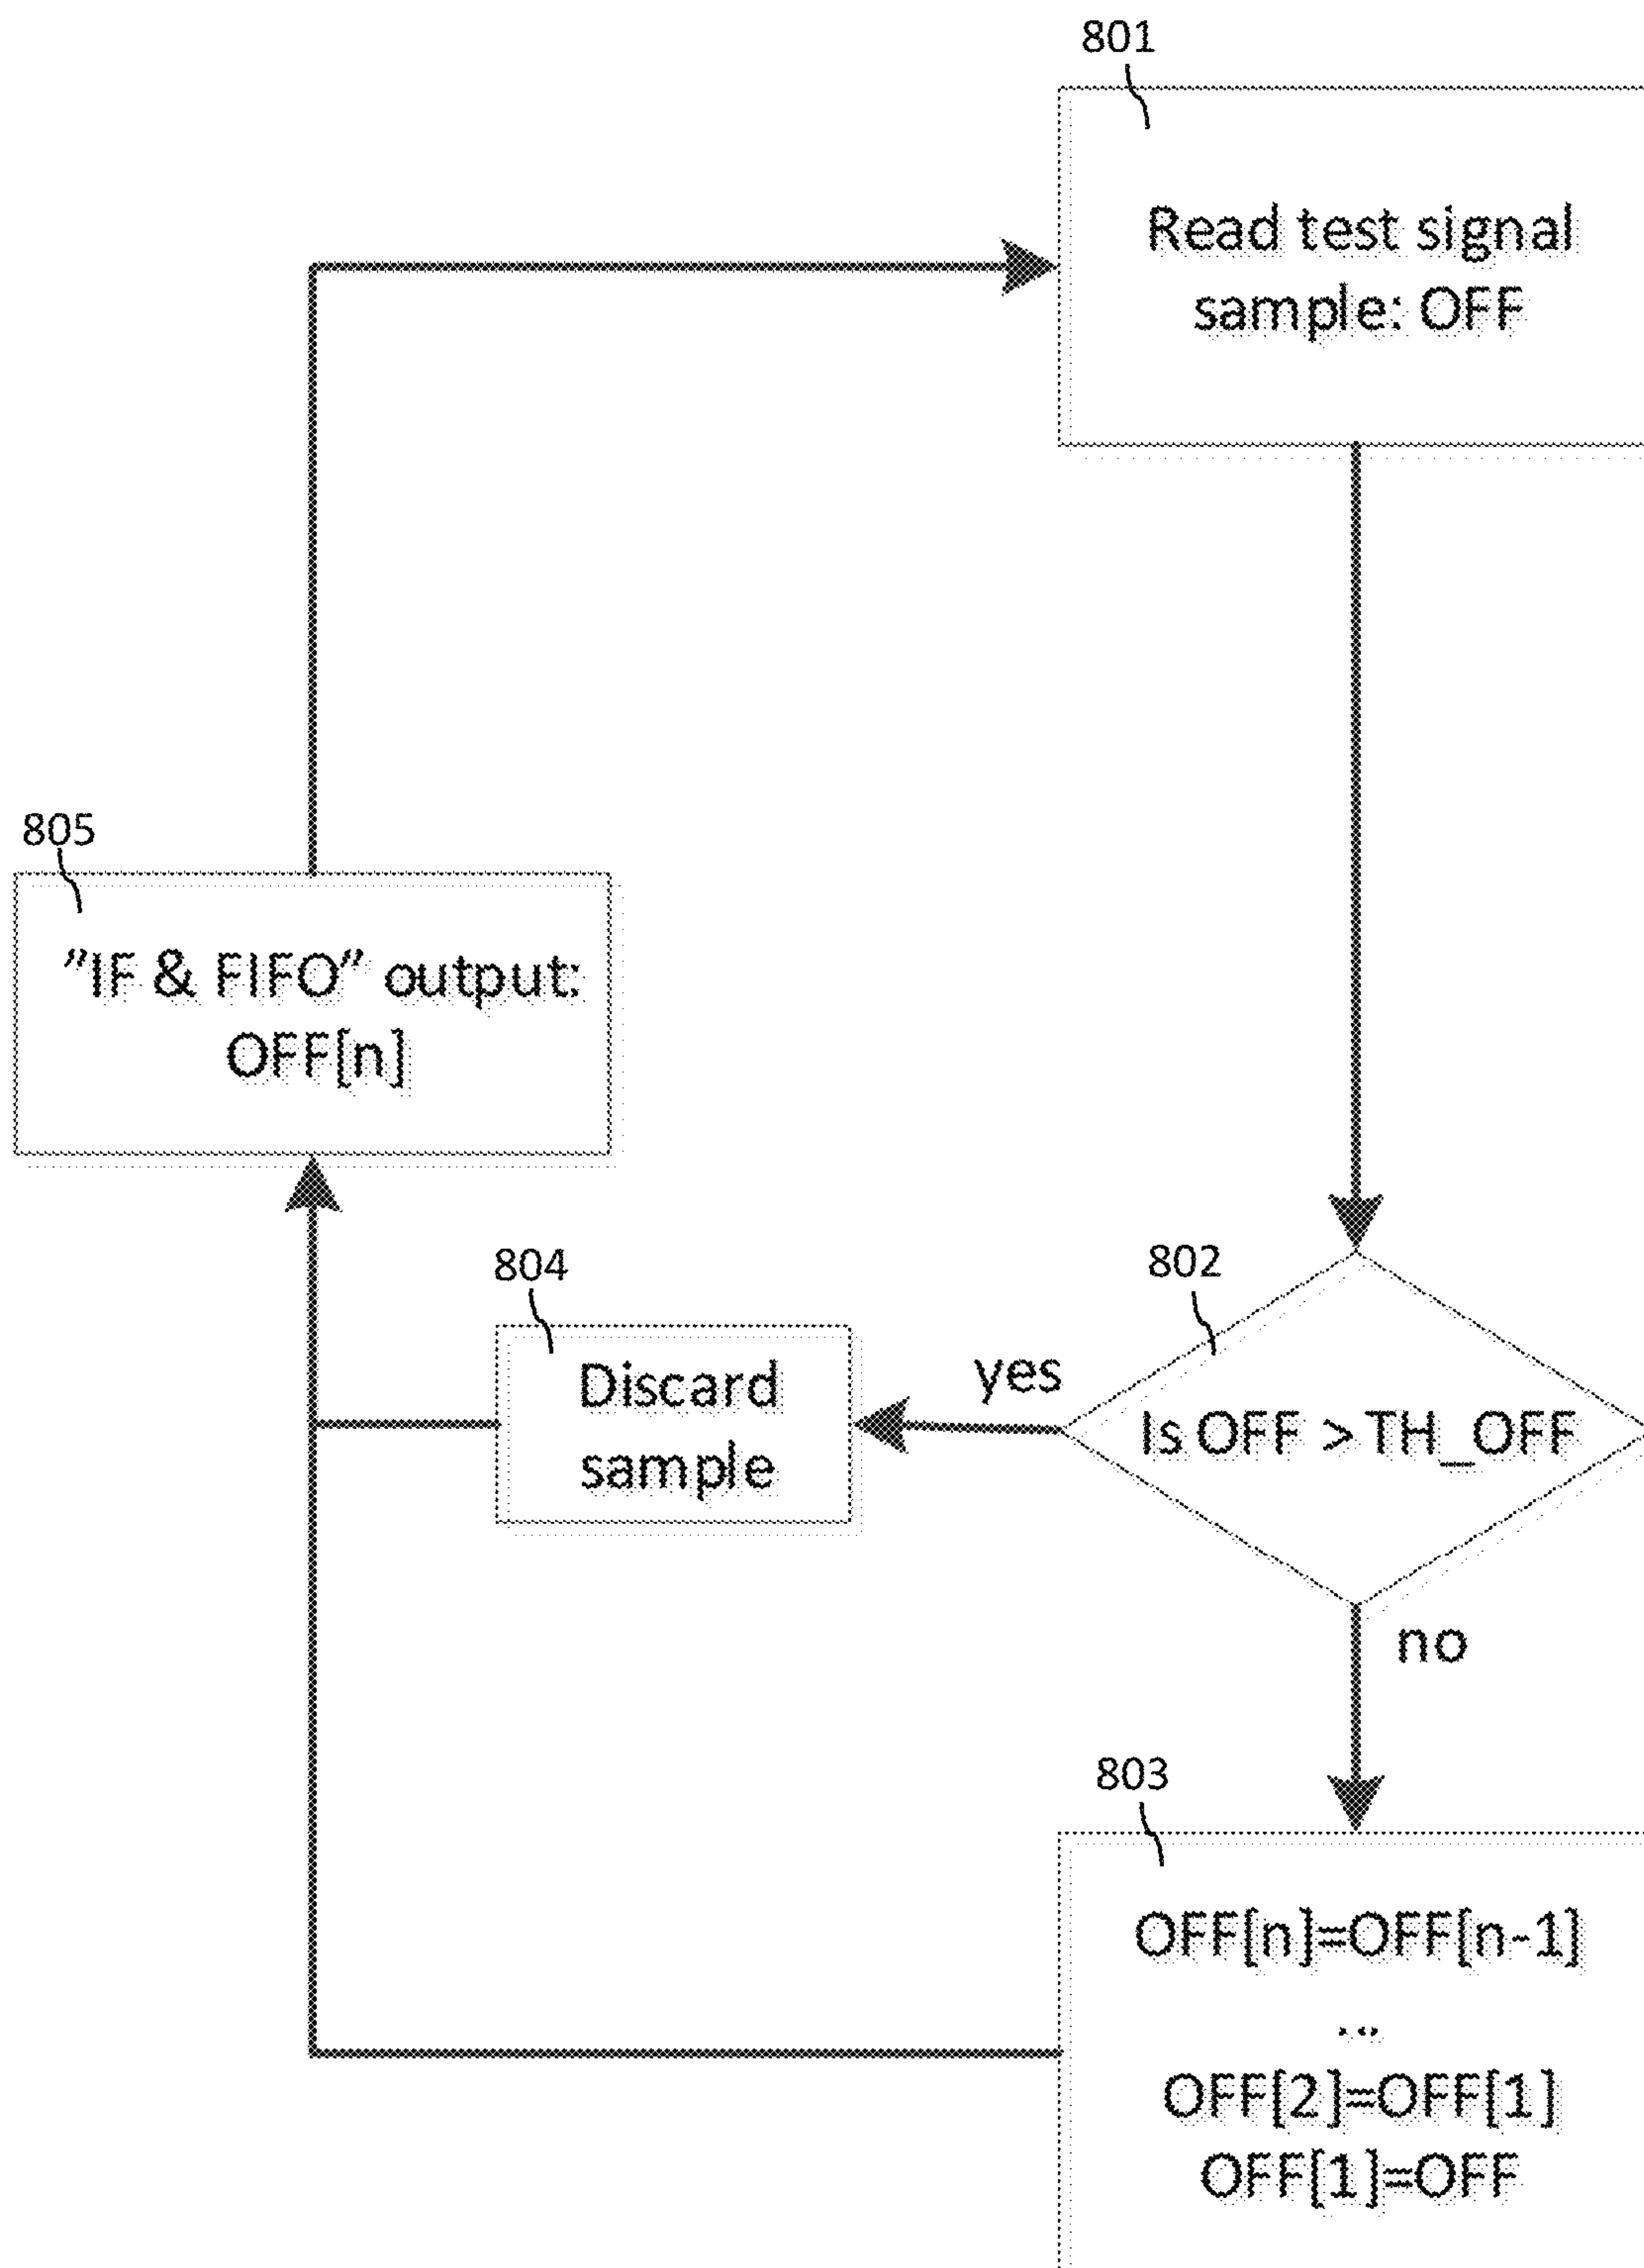 801
Read test signal
sample: OFF
805
"IF & FIFO" output:
OFF[n]
804
Discard
sample
yes
802
Is OFF > TH_OFF
no
803
OFF[n]=OFF[n-1]
...
OFF[2]=OFF[1]
OFF[1]=OFF